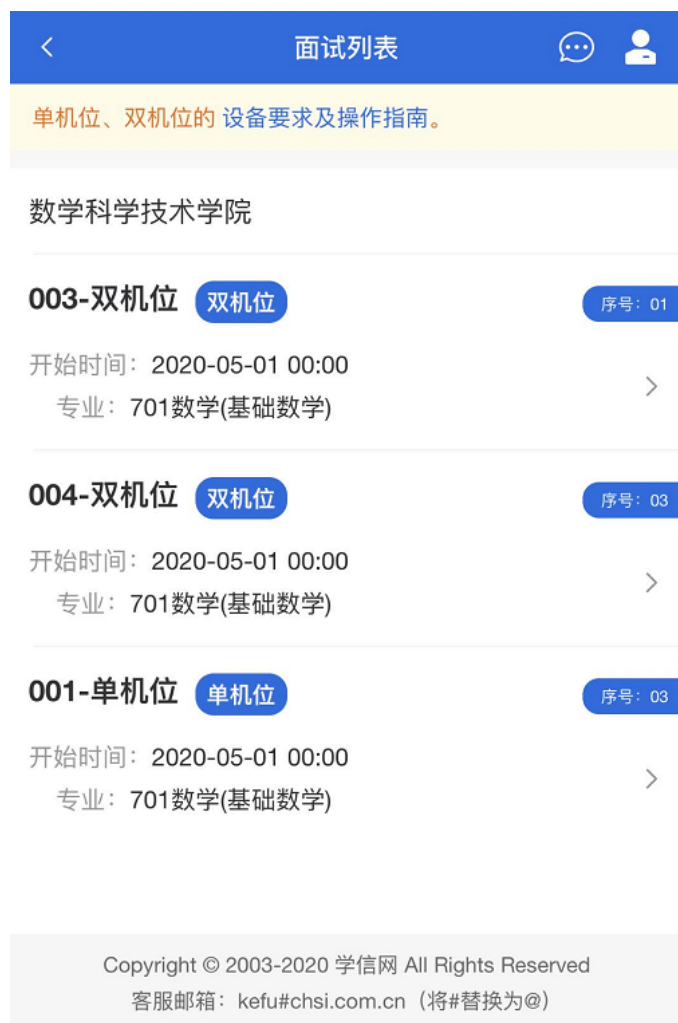 面试列表
单机位、双机位的 设备要求及操作指南。
数学科学技术学院
003-双机位 双机位 序号：01
开始时间：2020-05-01 00:00
专业：701数学(基础数学)
004-双机位 双机位 序号：03
开始时间：2020-05-01 00:00
专业：701数学(基础数学)
001-单机位 单机位 序号：03
开始时间：2020-05-01 00:00
专业：701数学(基础数学)
Copyright © 2003-2020 学信网 All Rights Reserved
客服邮箱：kefu#chsi.com.cn（将#替换为@）